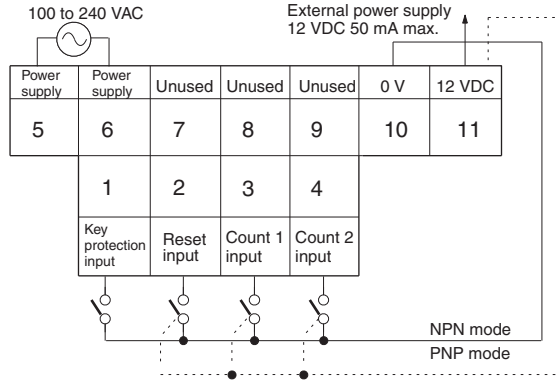 100 to 240 VAC
External power supply
12 VDC 50 mA max.
Power
supply
Power
supply
Unused
Unused
Unused
0 V
12 VDC
5
6
7
8
9
10
11
1
2
3
4
Key
protection
input
Reset
input
Count 1
input
Count 2
input
NPN mode
PNP mode